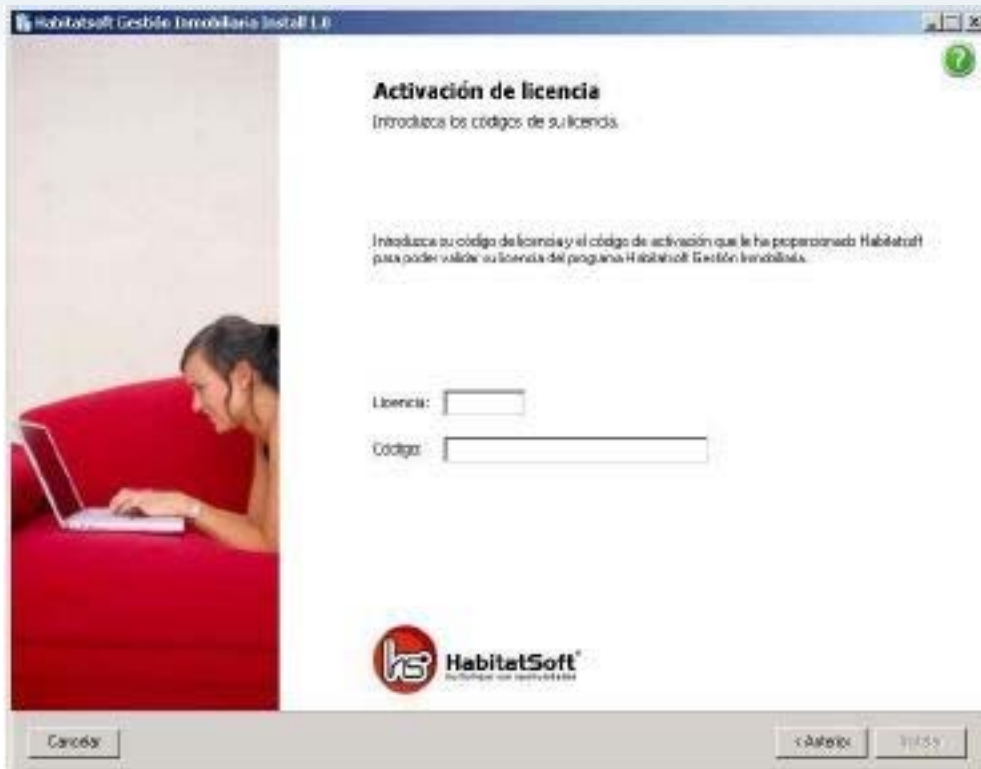 Habitatsoft Gestión Inmobiliaria Install 1.0
Activación de licencia
Introduzca los códigos de su licencia.
Introduzca su código de licencia y el código de activación que le ha proporcionado Habitatsoft
para poder validar su licencia del programa Habitatsoft Gestión Inmobiliaria.
Licencia:
Código:
hs
HabitatSoft
Cancelar
< Anterior